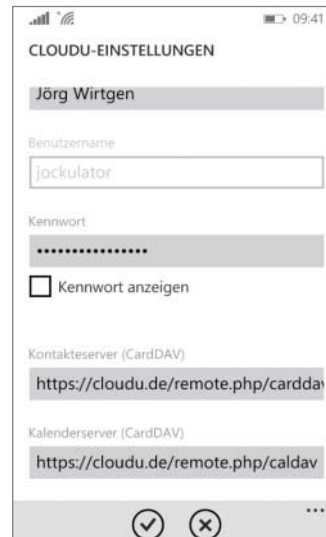 09:41
CLOUDU-EINSTELLUNGEN
Jörg Wirtgen
Benutzername
jockulator
Kennwort
••••••••••••••••
Kennwort anzeigen
Kontakteserver (CardDAV)
https://cloudu.de/remote.php/carddav
Kalenderserver (CardDAV)
https://cloudu.de/remote.php/caldav
...